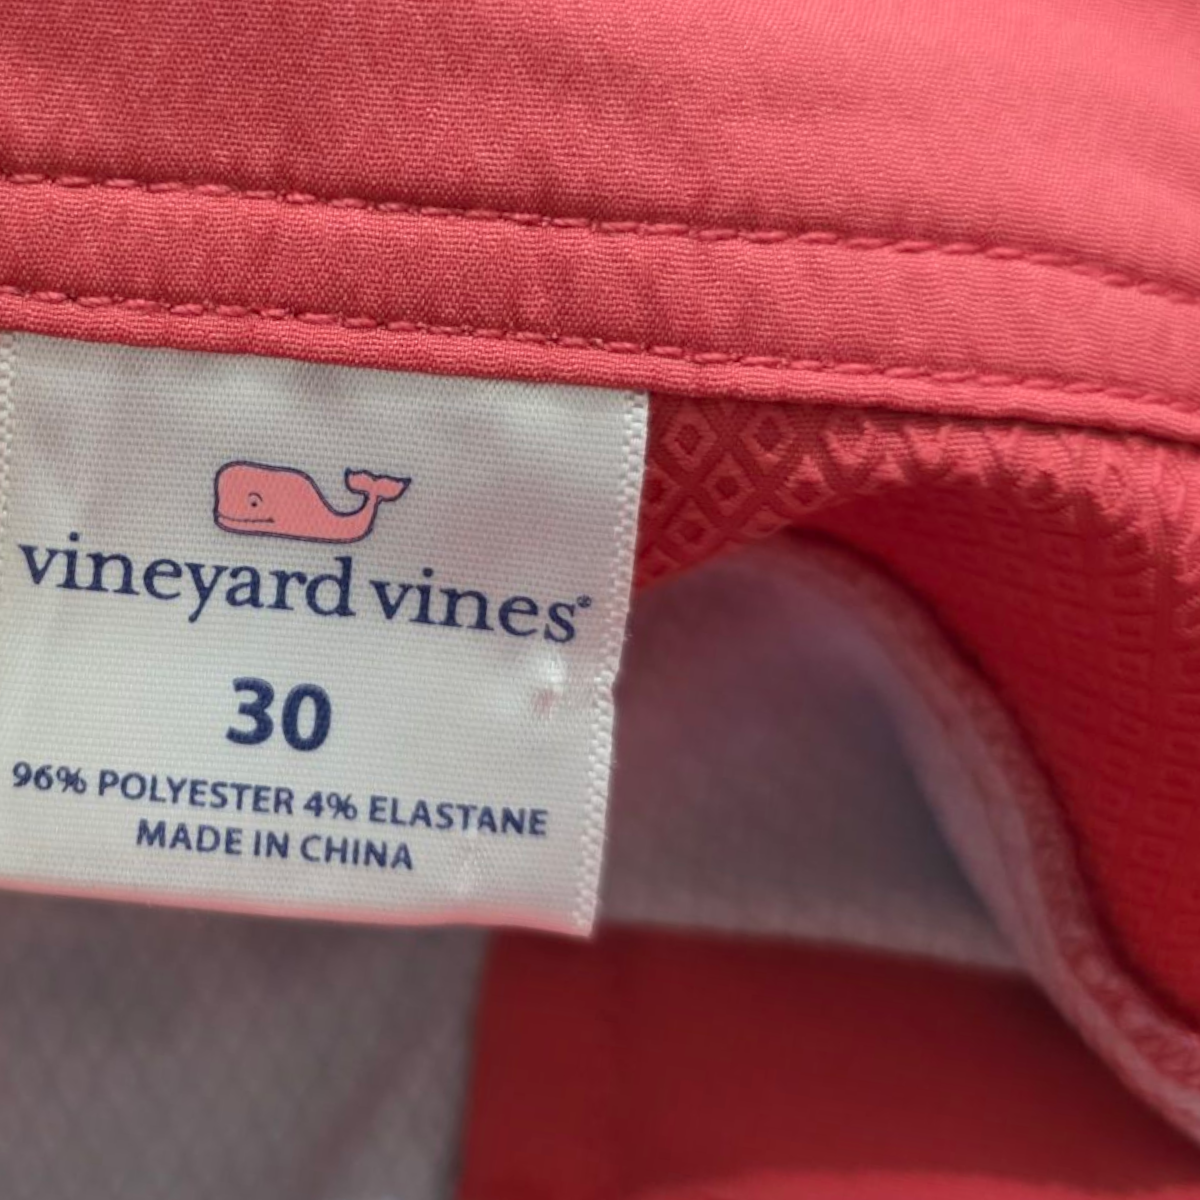 vineyard vines®
30
96% POLYESTER 4% ELASTANE
MADE IN CHINA